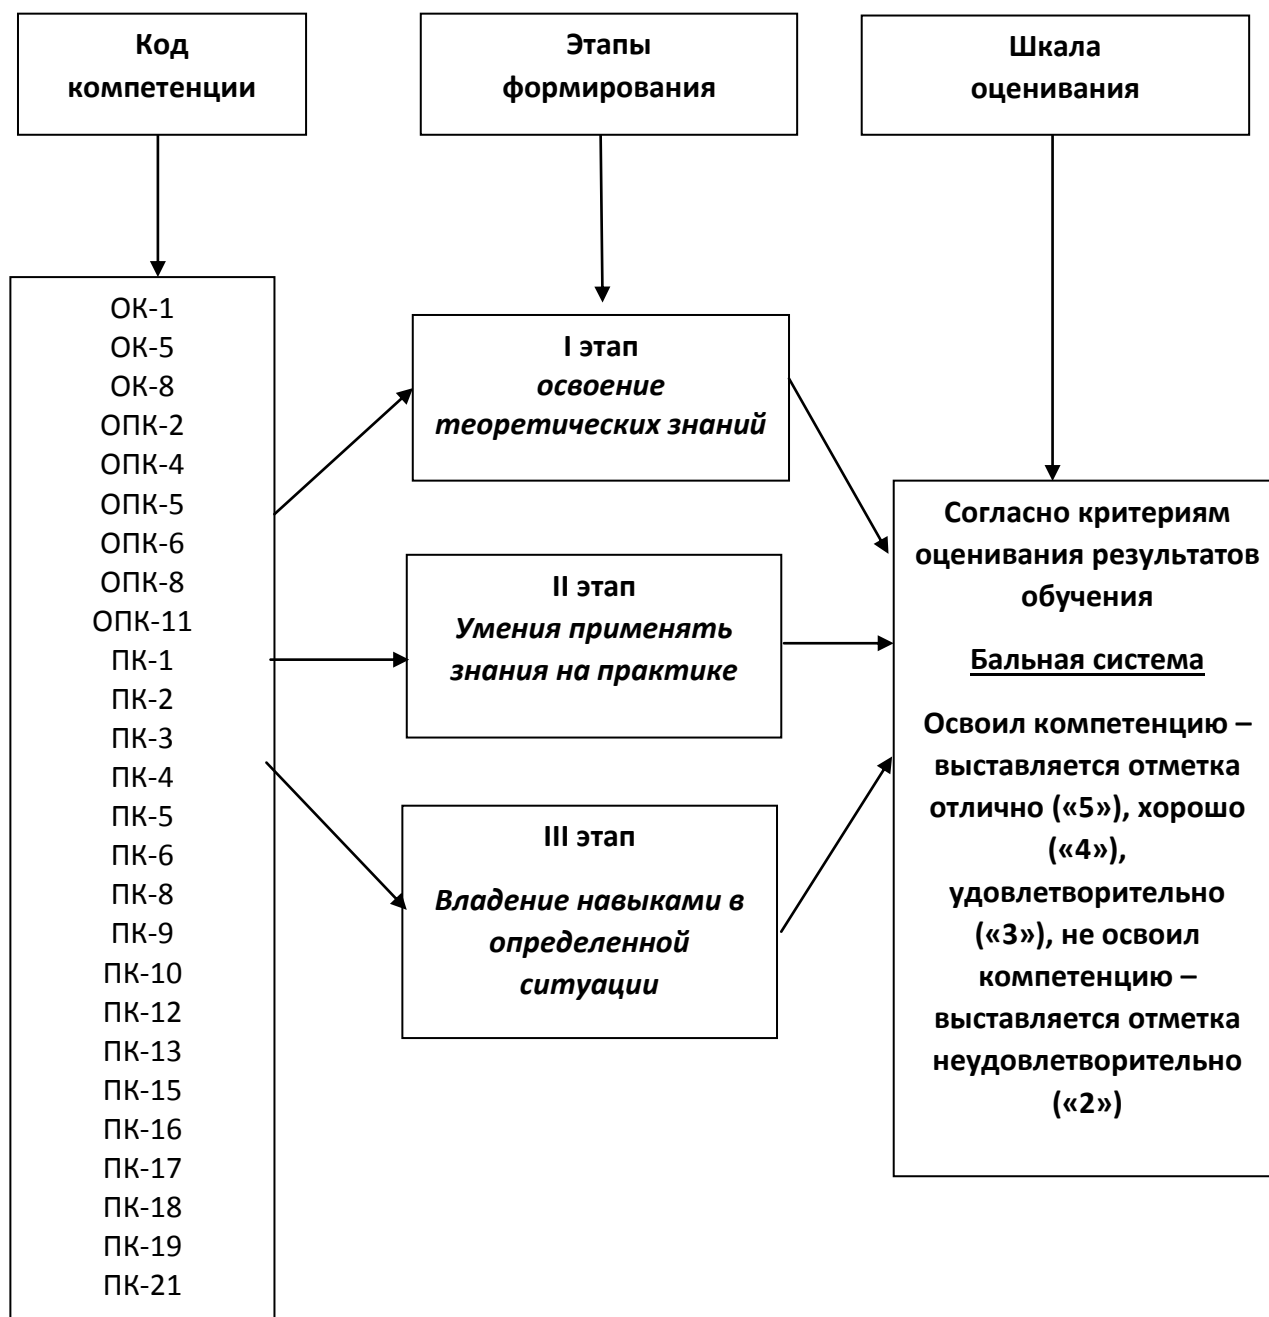 Код
компетенции
Этапы
формирования
Шкала
оценивания
ОК-1
ОК-5
ОК-8
ОПК-2
ОПК-4
ОПК-5
ОПК-6
ОПК-8
ОПК-11
ПК-1
ПК-2
ПК-3
ПК-4
ПК-5
ПК-6
ПК-8
ПК-9
ПК-10
ПК-12
ПК-13
ПК-15
ПК-16
ПК-17
ПК-18
ПК-19
ПК-21
I этап
освоение
теоретических знаний
II этап
Умения применять
знания на практике
III этап
Владение навыками в
определенной
ситуации
Согласно критериям
оценивания результатов
обучения
Бальная система
Освоил компетенцию –
выставляется отметка
отлично («5»), хорошо
(«4»),
удовлетворительно
(«3»), не освоил
компетенцию –
выставляется отметка
неудовлетворительно
(«2»)